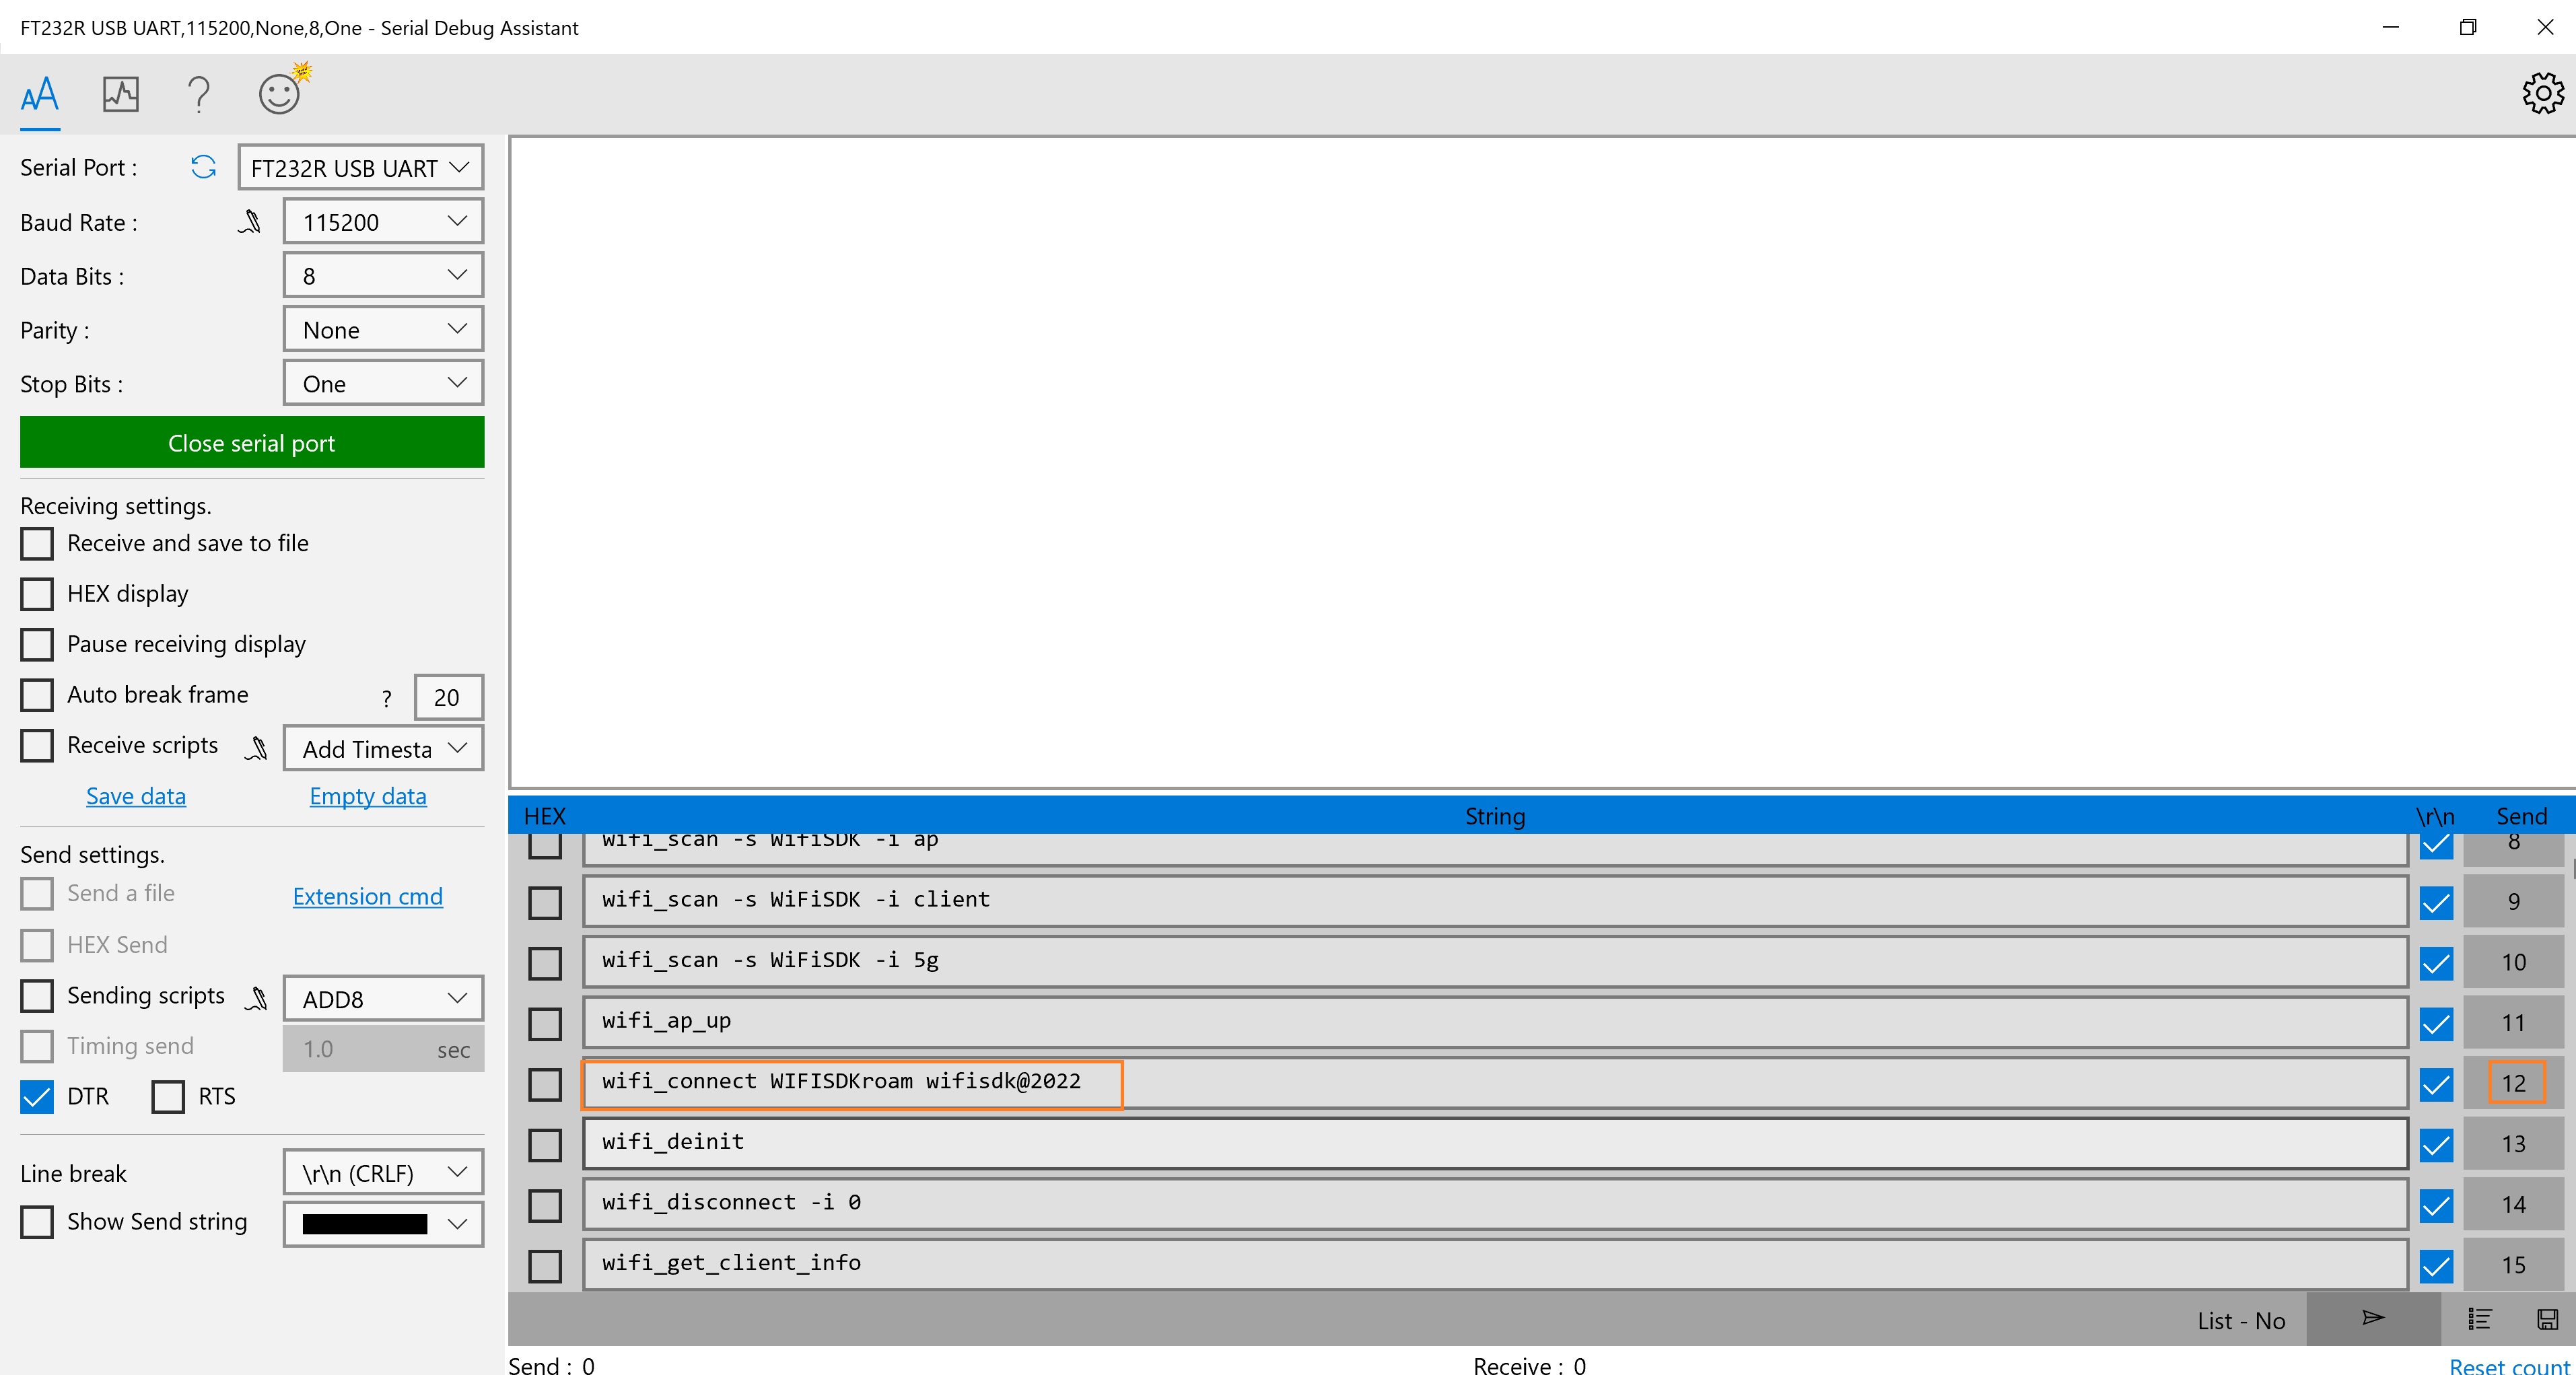 FT232R USB UART,115200,None,8,One - Serial Debug Assistant
Serial Port :
FT232R USB UART
Baud Rate :
115200
Data Bits :
8
Parity :
None
Stop Bits :
One
Close serial port
Receiving settings.
Receive and save to file
HEX display
Pause receiving display
Auto break frame ? 20
Receive scripts
Add Timesta
Save data
Empty data
Send settings.
Send a file
Extension cmd
HEX Send
Sending scripts
ADD8
Timing send
1.0 sec
DTR
RTS
Line break
\r\n (CRLF)
Show Send string
HEX String \r\n Send
wifi_scan -s WifiSDK -i ap 8
wifi_scan -s WiFiSDK -i client 9
wifi_scan -s WiFiSDK -i 5g 10
wifi_ap_up 11
wifi_connect WIFISDKroam wifisdk@2022 12
wifi_deinit 13
wifi_disconnect -i 0 14
wifi_get_client_info 15
List - No
Send : 0
Receive : 0
Reset count